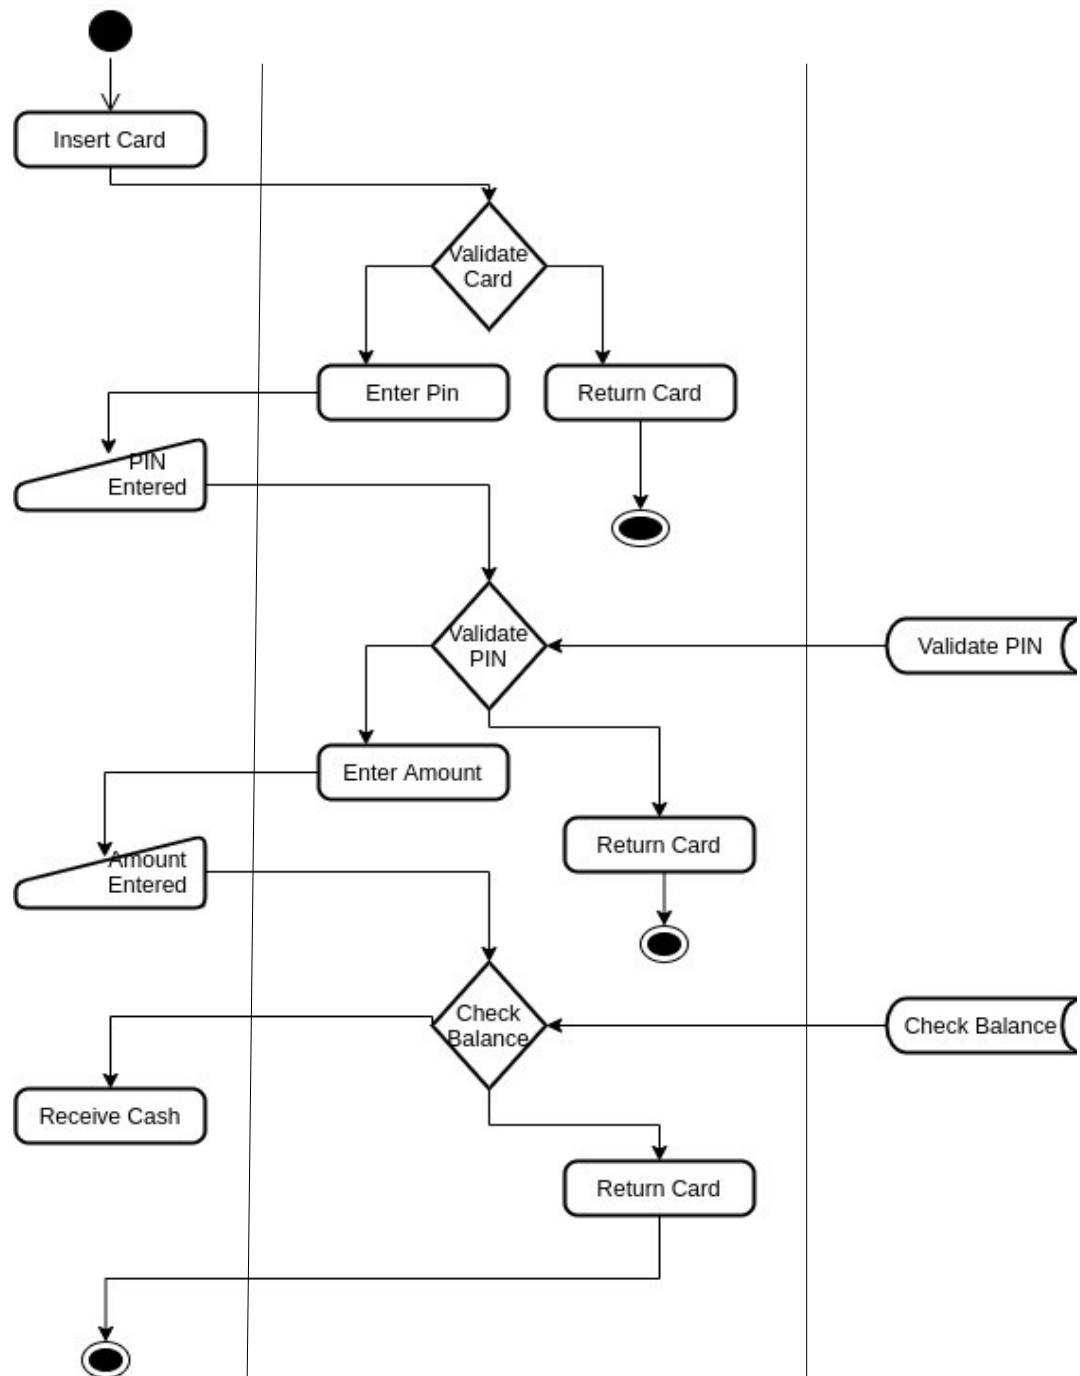 Insert Card
Validate
Card
Enter Pin
Return Card
PIN
Entered
Validate
PIN
Validate PIN
Enter Amount
Return Card
Amount
Entered
Check
Balance
Check Balance
Receive Cash
Return Card